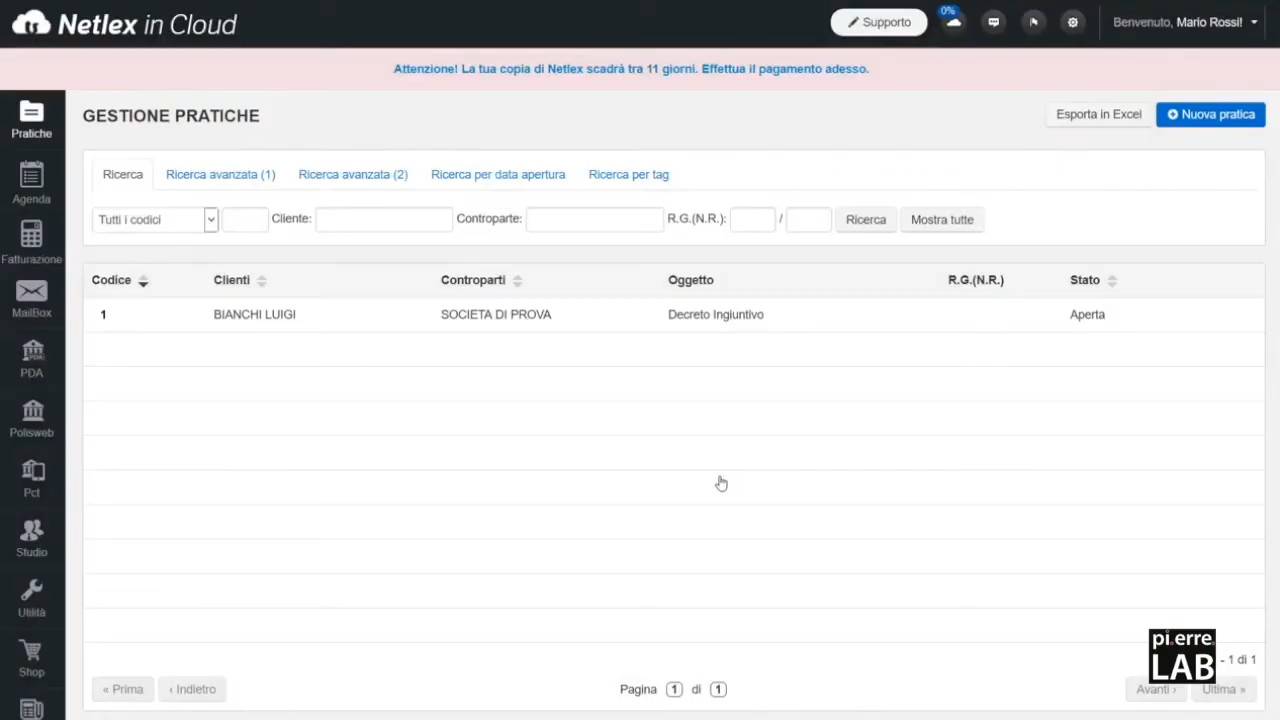 Netlex in Cloud
Supporto
0%
Benvenuto, Mario Rossi!
Attenzione! La tua copia di Netlex scadrà tra 11 giorni. Effettua il pagamento adesso.
Pratiche
Agenda
Fatturazione
MailBox
PDA
PDA
Polisweb
Pct
Studio
Utilità
Shop
GESTIONE PRATICHE
Esporta in Excel
Nuova pratica
Ricerca
Ricerca avanzata (1)
Ricerca avanzata (2)
Ricerca per data apertura
Ricerca per tag
Tutti i codici
Cliente:
Controparte:
R.G.(N.R.):
/
Ricerca
Mostra tutte
Codice Clienti Controparti Oggetto R.G.(N.R.) Stato
1 BIANCHI LUIGI SOCIETA DI PROVA Decreto Ingiuntivo Aperta
- 1 di 1
« Prima
‹ Indietro
Pagina 1 di 1
Avanti ›
Ultima »
pi.erre.
LAB